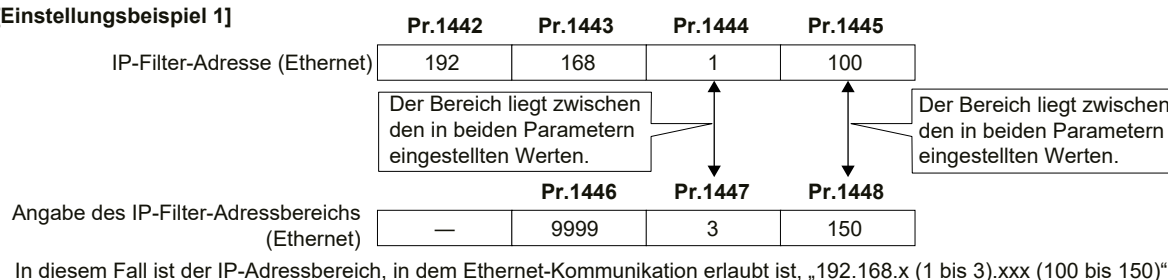 [Einstellungsbeispiel 1]
Pr.1442 Pr.1443 Pr.1444 Pr.1445
IP-Filter-Adresse (Ethernet) 192 168 1 100
Der Bereich liegt zwischen
den in beiden Parametern
eingestellten Werten.
Der Bereich liegt zwischen
den in beiden Parametern
eingestellten Werten.
Pr.1446 Pr.1447 Pr.1448
Angabe des IP-Filter-Adressbereichs
(Ethernet) — 9999 3 150
In diesem Fall ist der IP-Adressbereich, in dem Ethernet-Kommunikation erlaubt ist, „192.168.x (1 bis 3).xxx (100 bis 150)“